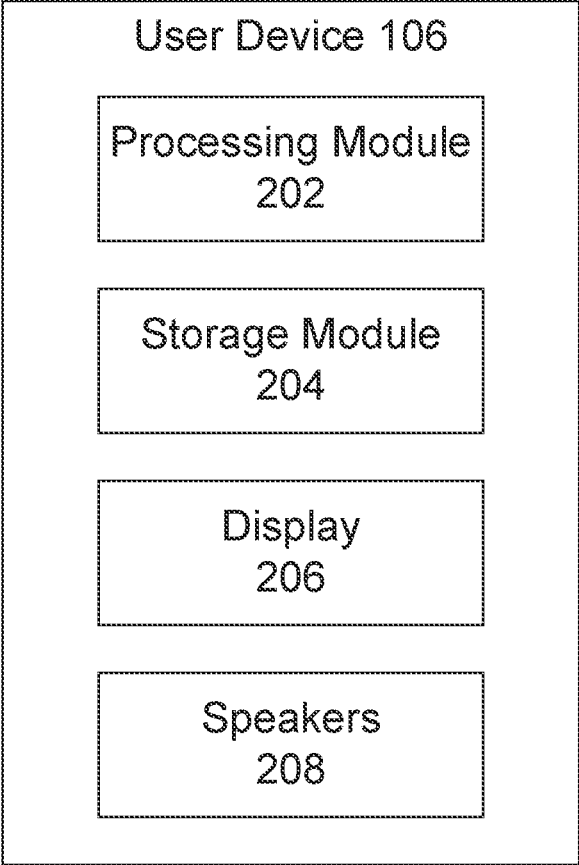 User Device 106
Processing Module
202
Storage Module
204
Display
206
Speakers
208